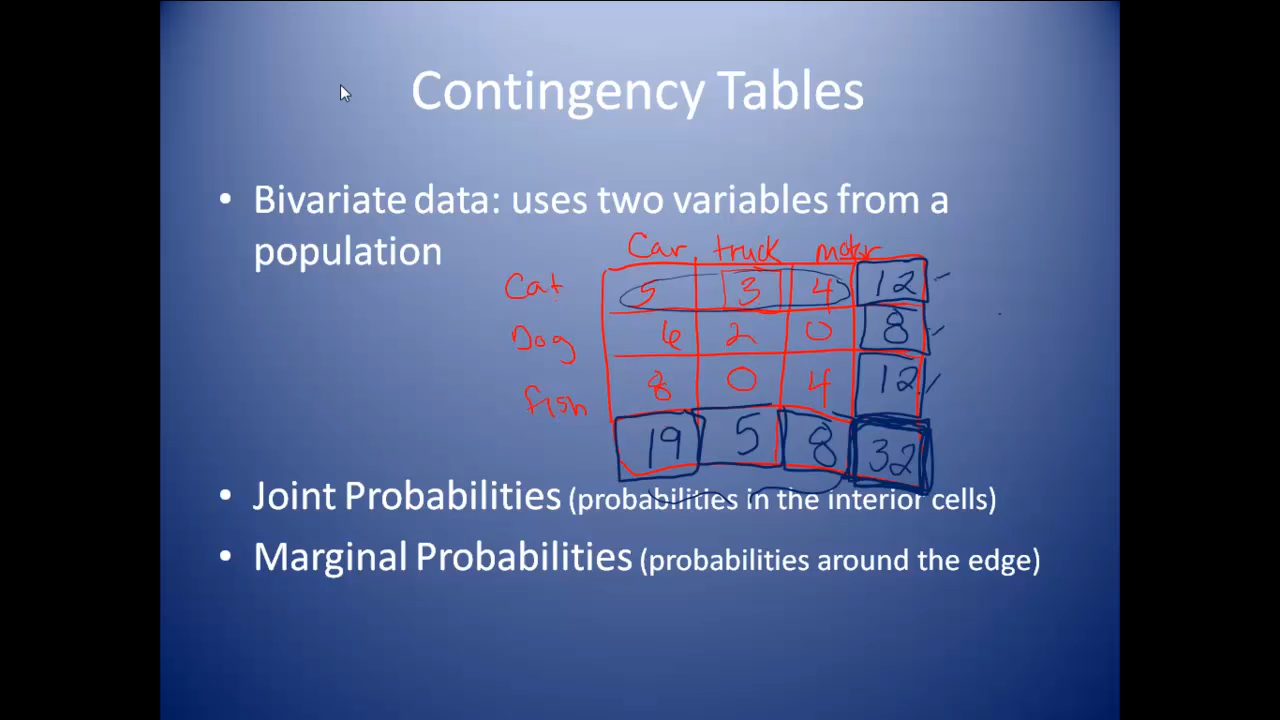 Contingency Tables
• Bivariate data: uses two variables from a
population
Car truck motor
Cat 5 3 4 12
Dog 6 2 0 8
fish 8 0 4 12
19 5 8 32
• Joint Probabilities (probabilities in the interior cells)
• Marginal Probabilities (probabilities around the edge)